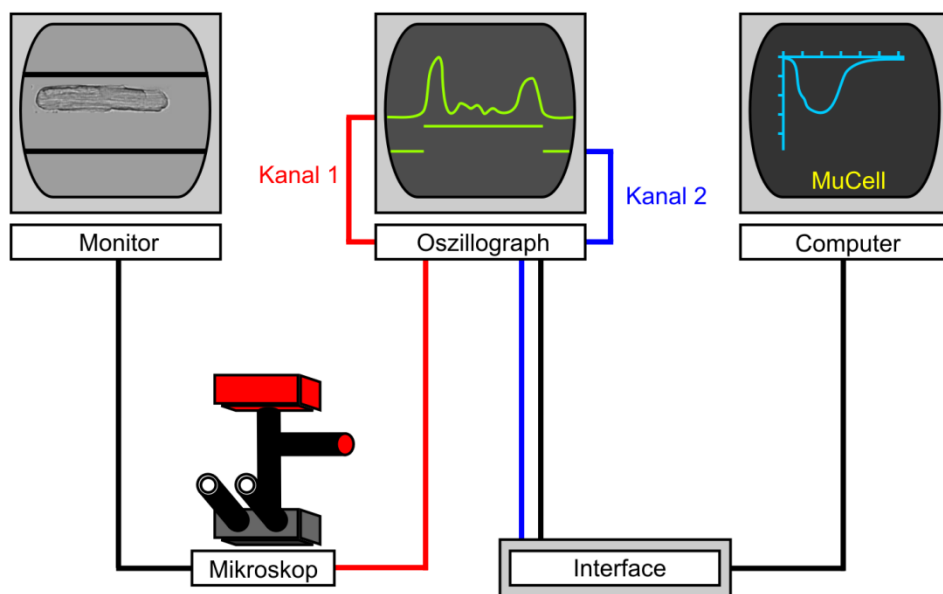 Kanal 1
Kanal 2
MuCell
Monitor
Oszillograph
Computer
Mikroskop
Interface